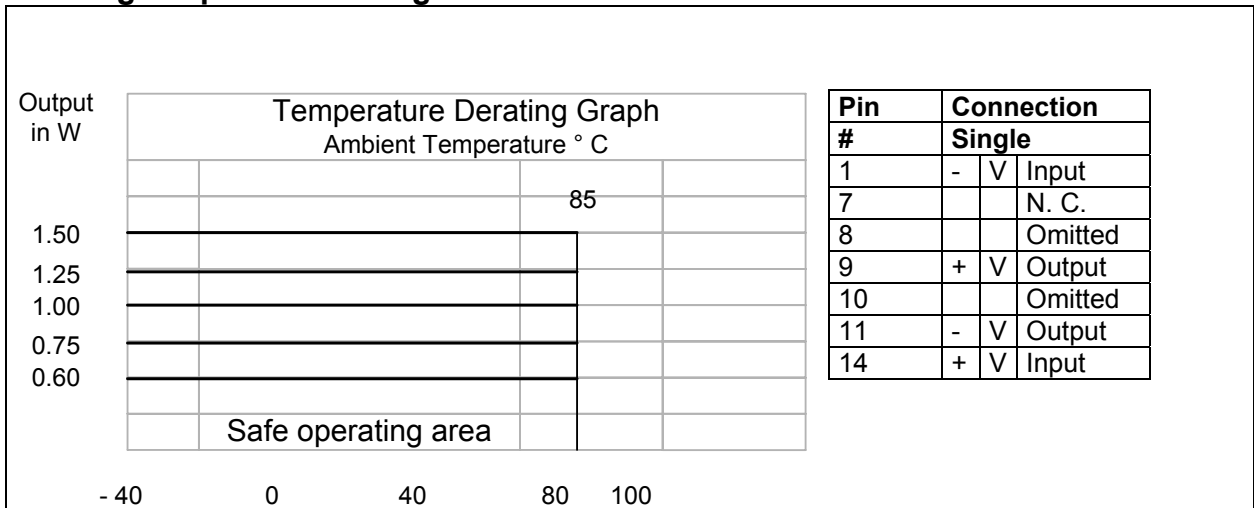 Output
in W
Temperature Derating Graph
Ambient Temperature ° C
85
1.50
1.25
1.00
0.75
0.60
Safe operating area
- 40 0 40 80 100
Pin Connection
# Single
1 - V Input
7 N. C.
8 Omitted
9 + V Output
10 Omitted
11 - V Output
14 + V Input